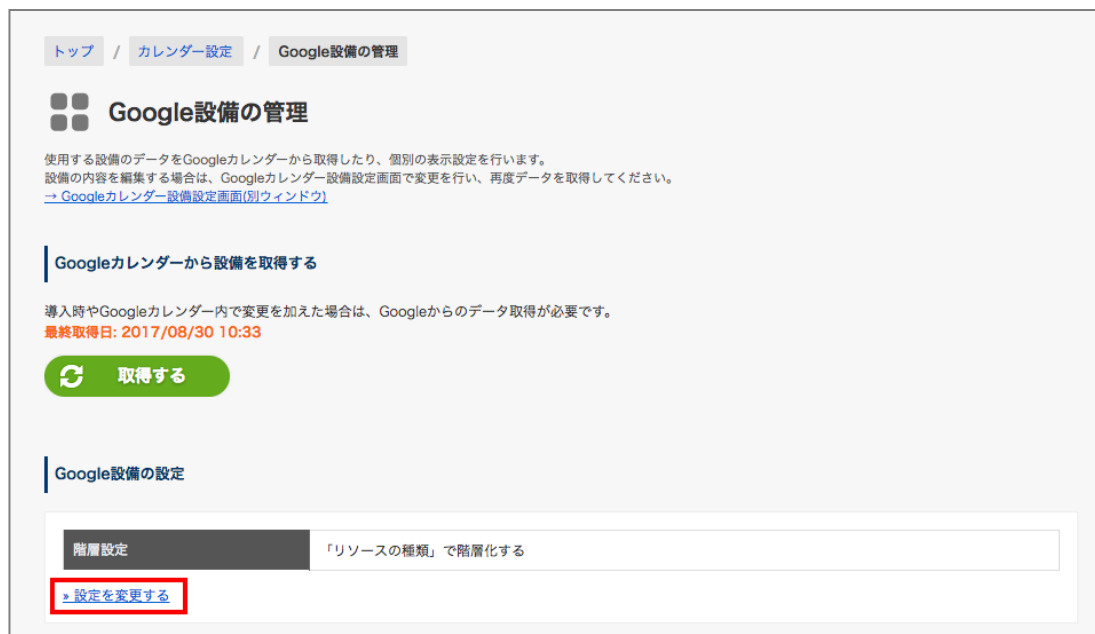 トップ / カレンダー設定 / Google設備の管理
Google設備の管理
使用する設備のデータをGoogleカレンダーから取得したり、個別の表示設定を行います。
設備の内容を編集する場合は、Googleカレンダー設備設定画面で変更を行い、再度データを取得してください。
→ Googleカレンダー設備設定画面(別ウィンドウ)
Googleカレンダーから設備を取得する
導入時やGoogleカレンダー内で変更を加えた場合は、Googleからのデータ取得が必要です。
最終取得日: 2017/08/30 10:33
取得する
Google設備の設定
階層設定 「リソースの種類」で階層化する
» 設定を変更する